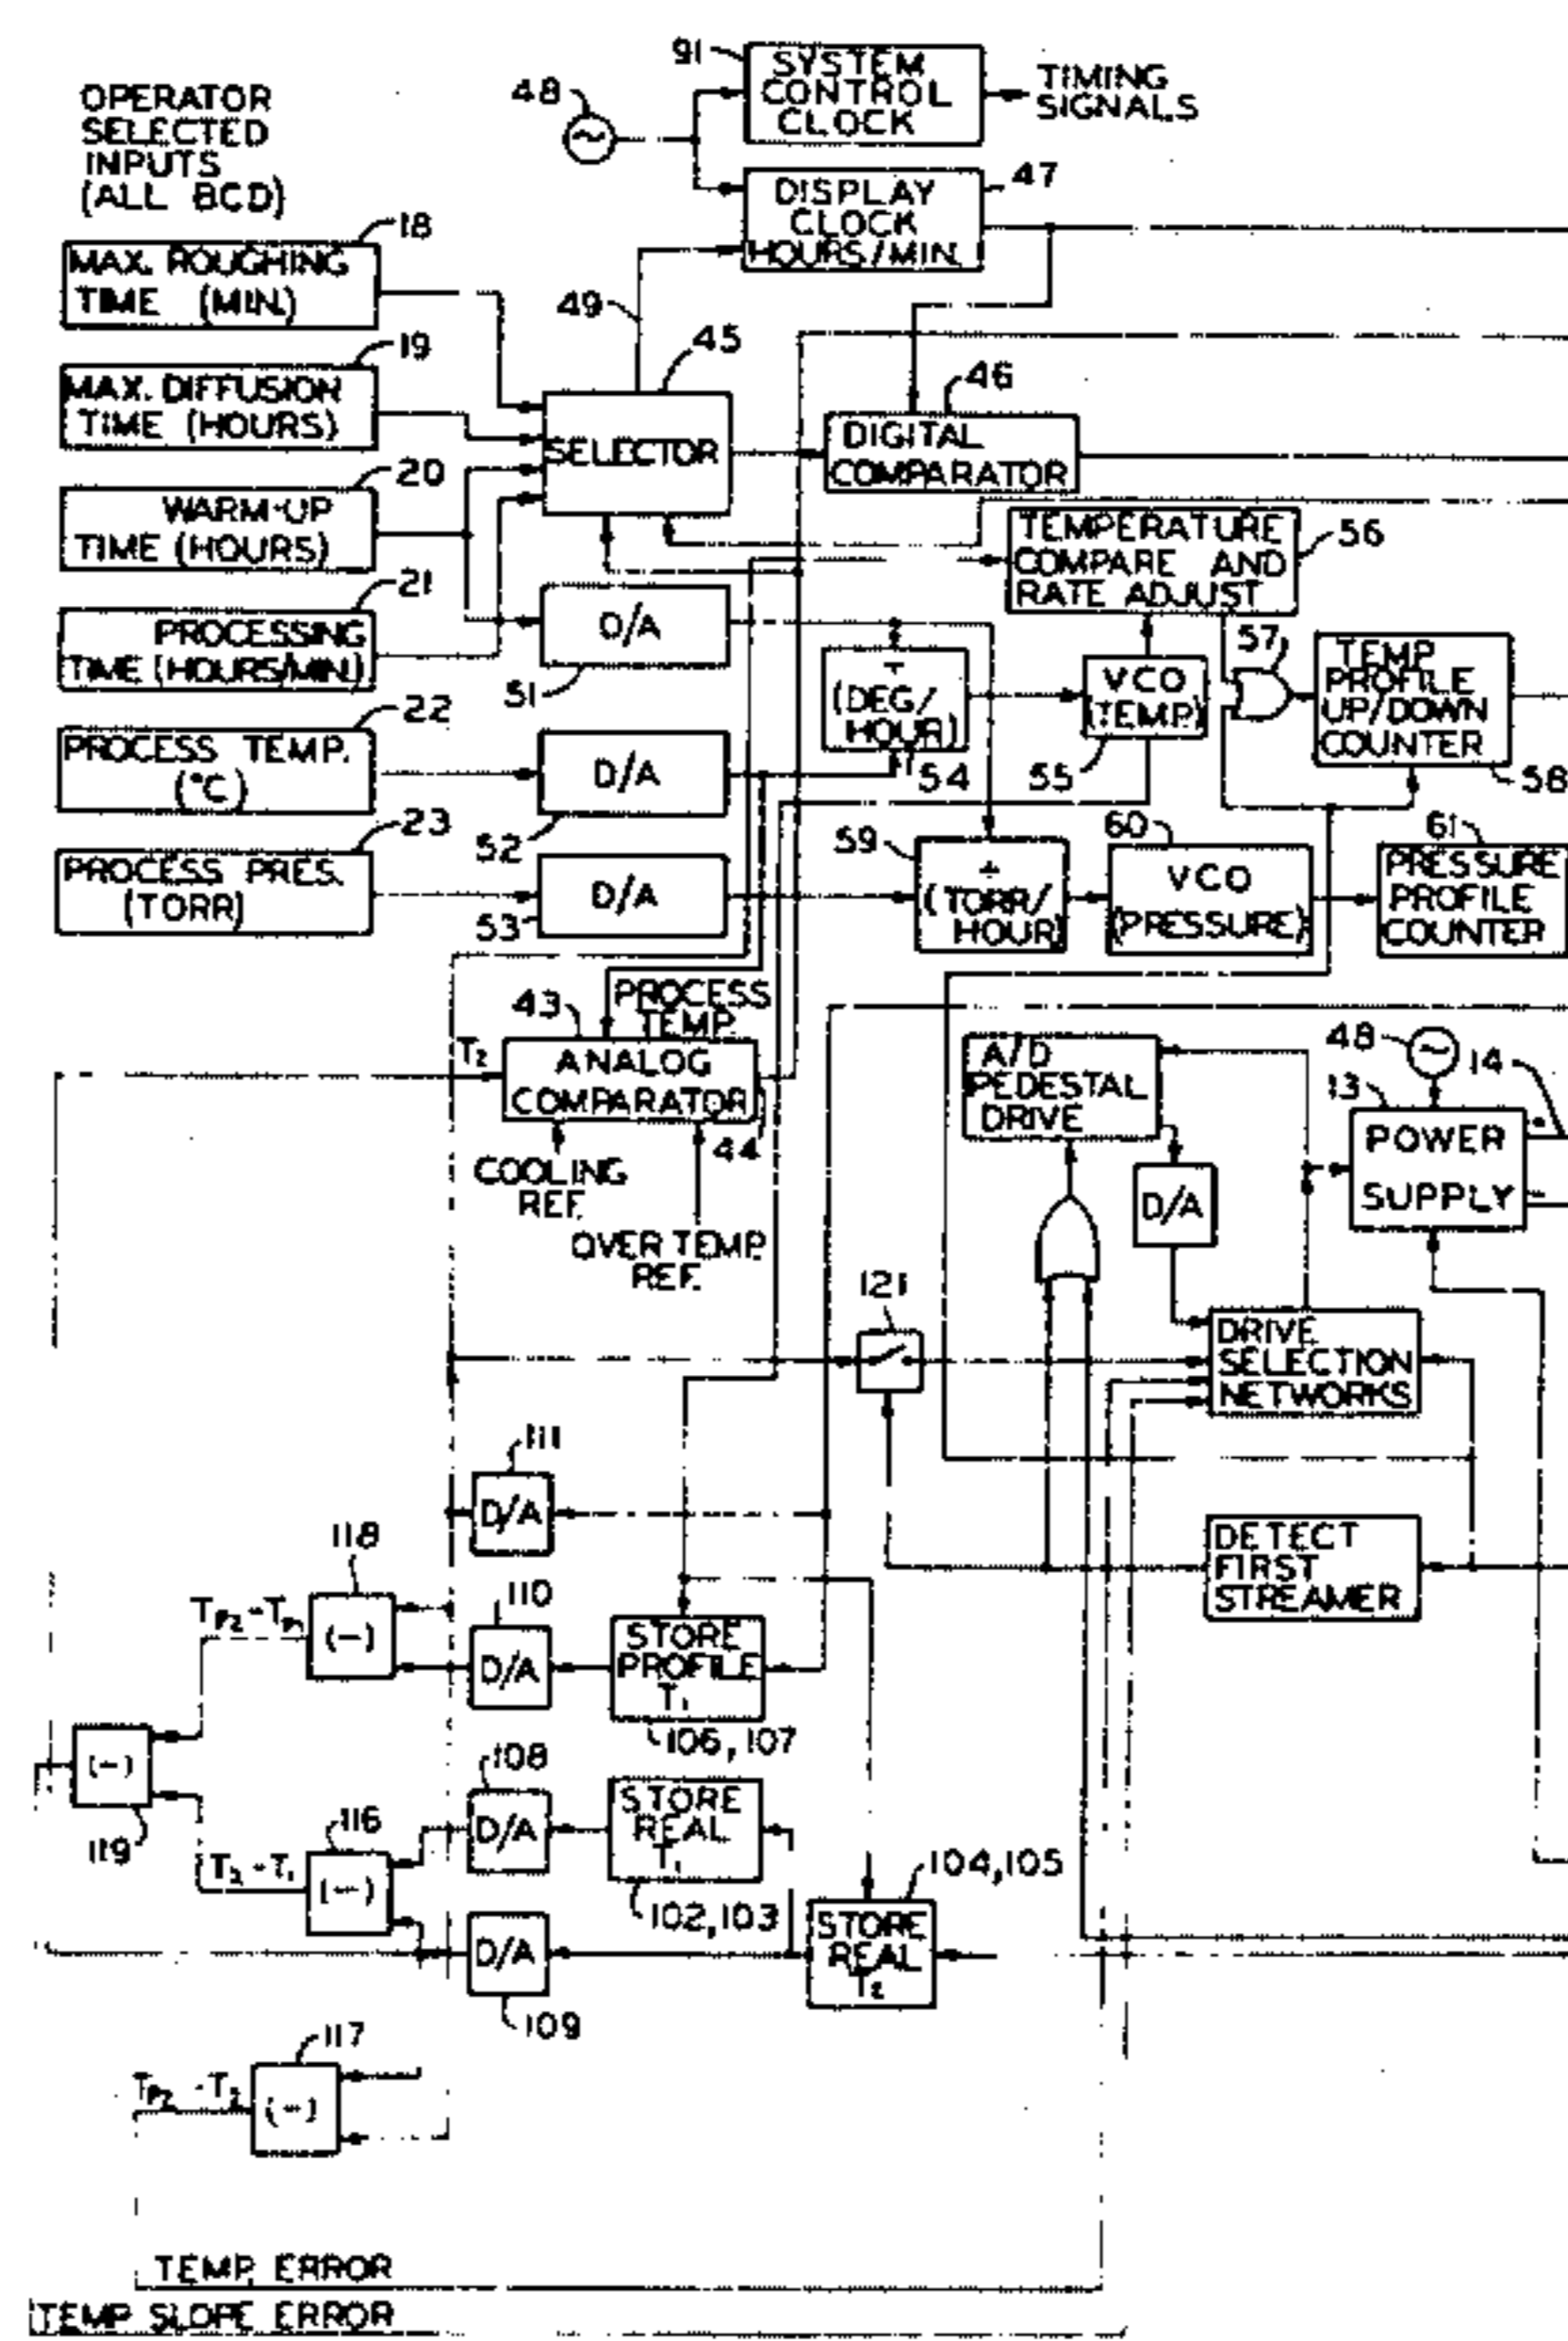 91
SYSTEM
CONTROL
CLOCK
TIMING
SIGNALS
48
OPERATOR
SELECTED
INPUTS
(ALL BCD)
DISPLAY
CLOCK
HOURS/MIN.
47
18
MAX. ROUGHING
TIME (MIN.)
49
45
19
MAX. DIFFUSION
TIME (HOURS)
SELECTOR
46
DIGITAL
COMPARATOR
20
WARM-UP
TIME (HOURS)
TEMPERATURE
COMPARE AND
RATE ADJUST
56
21
PROCESSING
TIME (HOURS/MIN.)
D/A
51
÷
(DEG/
HOUR)
54
VCO
(TEMP)
55
57
TEMP
PROFILE
UP/DOWN
COUNTER
58
22
PROCESS TEMP.
(°C)
D/A
52
23
PROCESS PRES.
(TORR)
D/A
53
59
÷
(TORR/
HOUR)
60
VCO
(PRESSURE)
61
PRESSURE
PROFILE
COUNTER
PROCESS
TEMP.
43
T2
ANALOG
COMPARATOR
44
COOLING
REF.
OVER TEMP
REF.
A/D
PEDESTAL
DRIVE
D/A
48
13
14
POWER
SUPPLY
121
DRIVE
SELECTION
NETWORKS
111
D/A
DETECT
FIRST
STREAMER
118
TP2 - TP1
(-)
110
D/A
STORE
PROFILE
T1
106, 107
(-)
119
108
D/A
STORE
REAL
T1
102, 103
116
T2 - T1
(-)
104, 105
STORE
REAL
T2
D/A
109
117
TP2 - T2
(-)
TEMP. ERROR
TEMP SLOPE ERROR